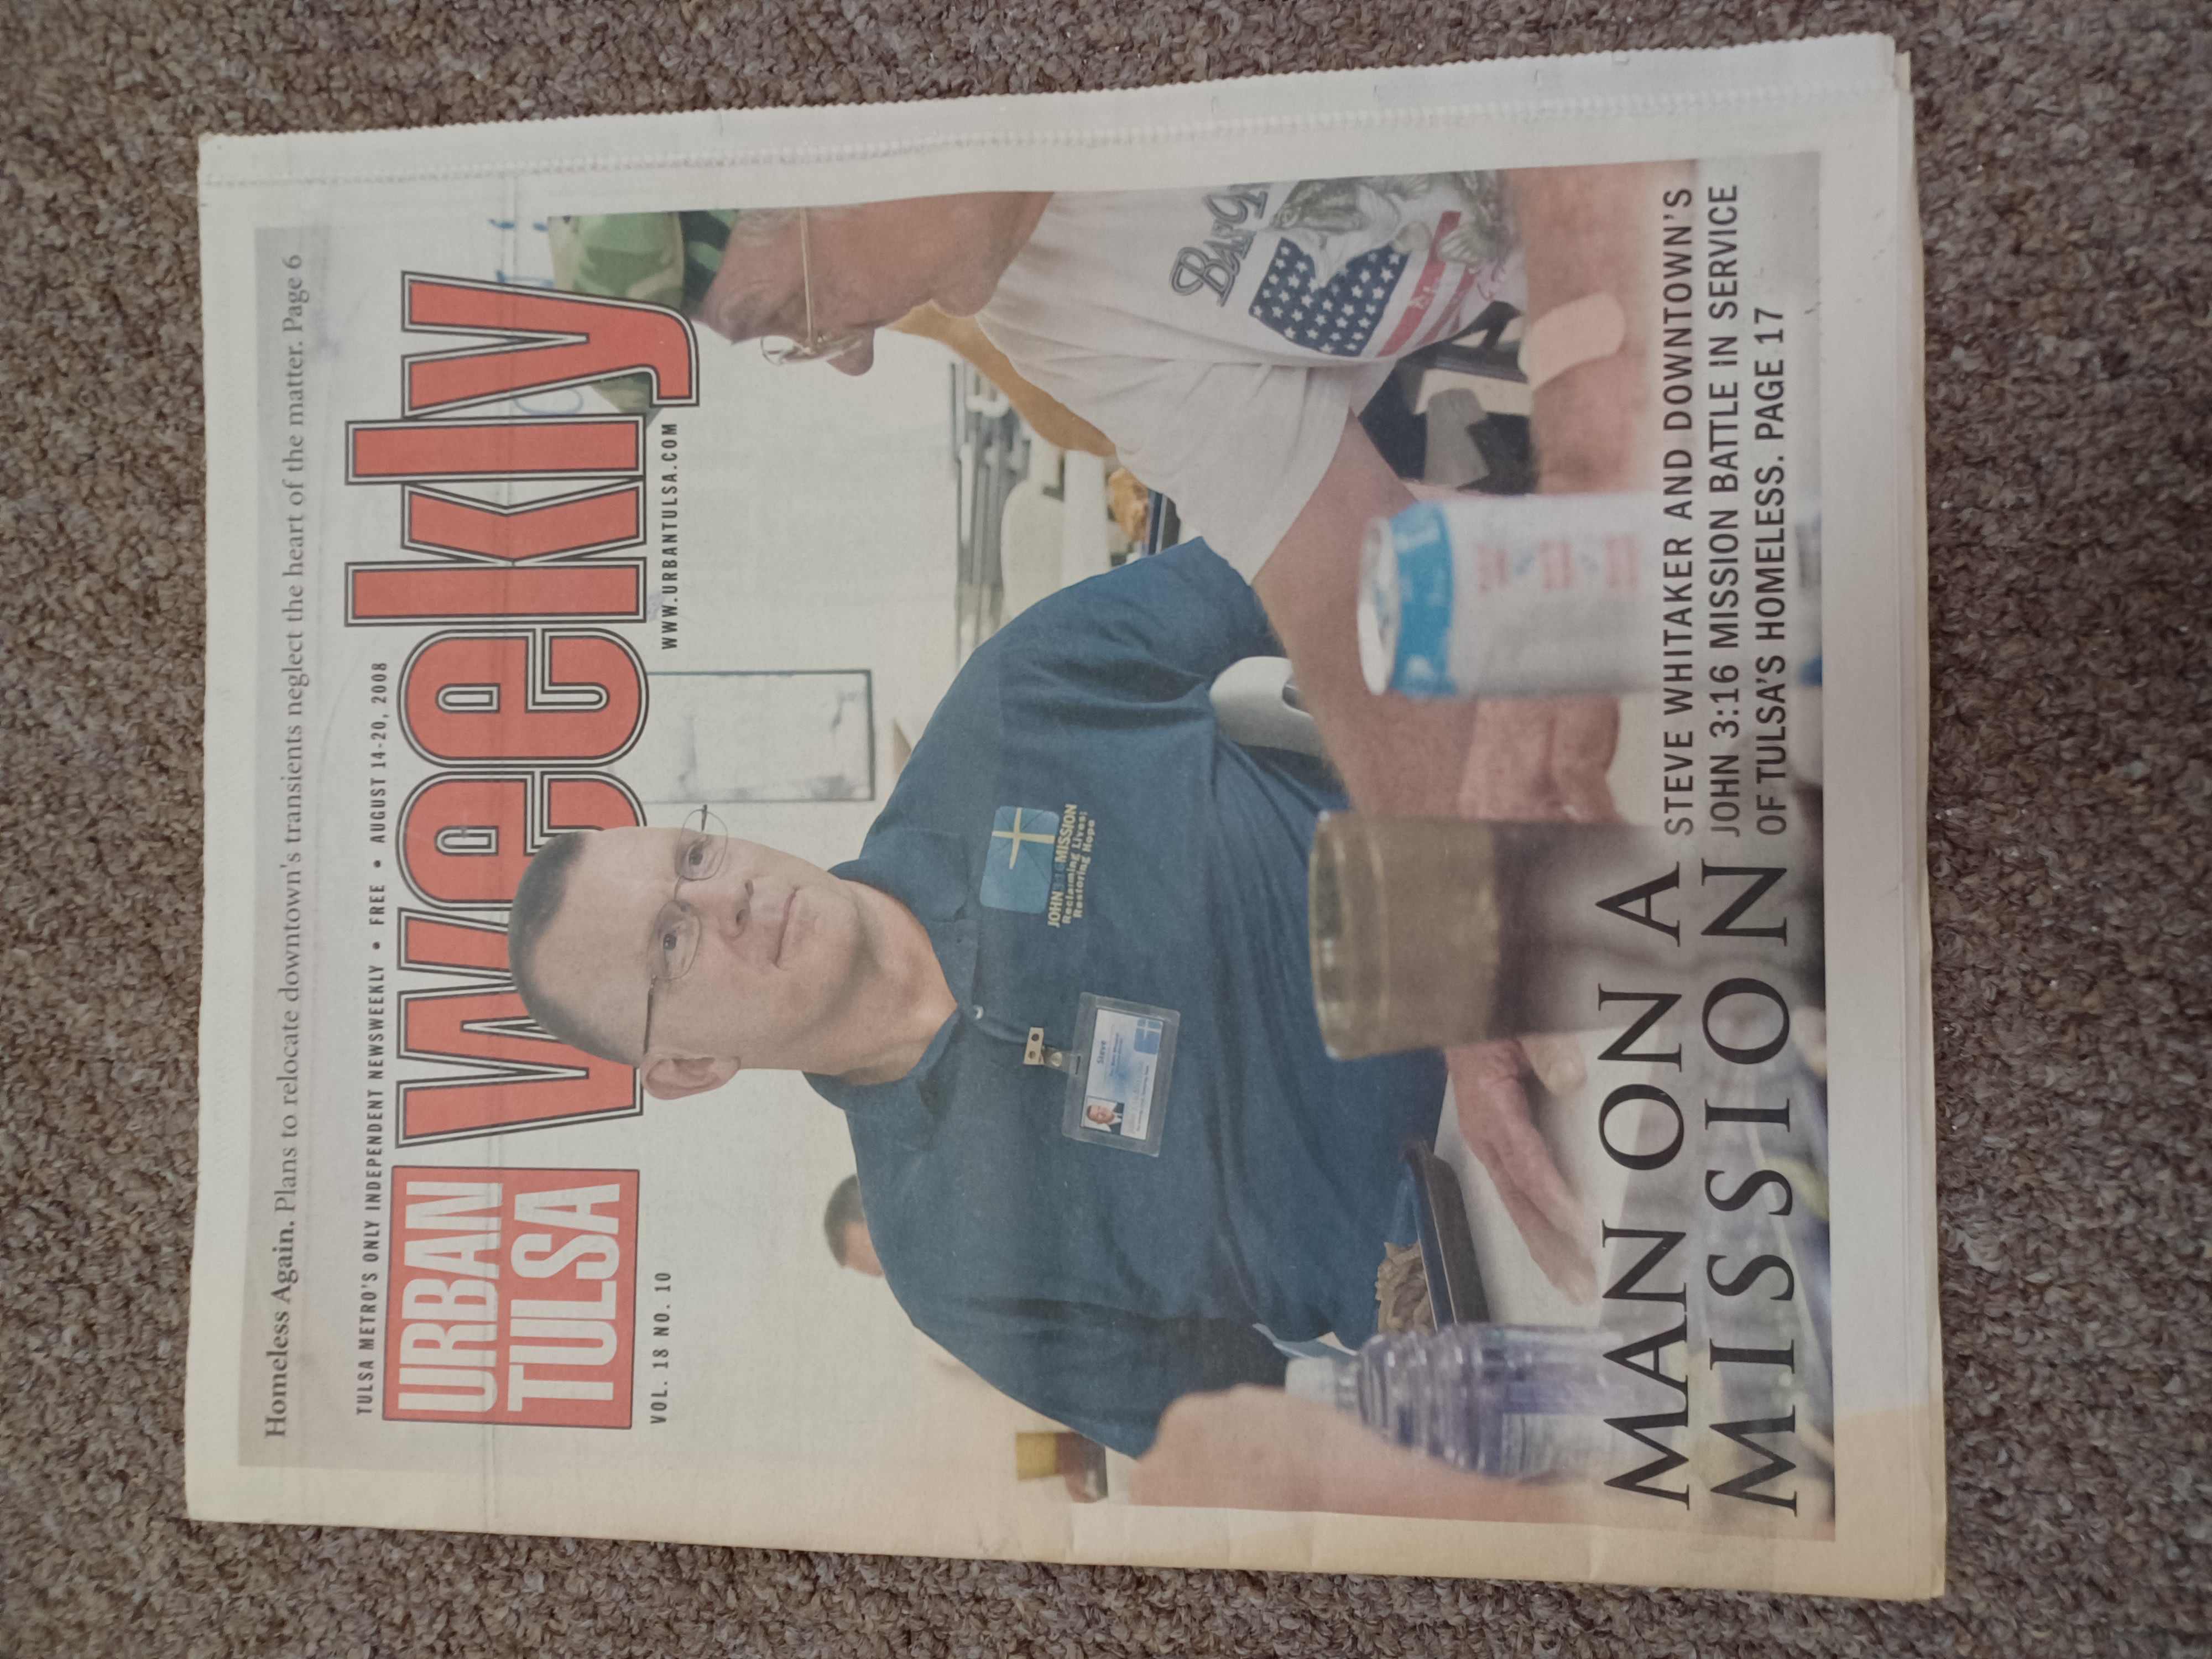 Homeless Again. Plans to relocate downtown's transients neglect the heart of the matter. Page 6
TULSA METRO'S ONLY INDEPENDENT NEWSWEEKLY • FREE • AUGUST 14-20, 2008
URBAN
TULSA
Weekly
VOL. 18 NO. 10
WWW.URBANTULSA.COM
JOHN 3:16 MISSION
Reclaiming Lives;
Restoring Hope
Steve
MAN ON A
MISSION
STEVE WHITAKER AND DOWNTOWN'S
JOHN 3:16 MISSION BATTLE IN SERVICE
OF TULSA'S HOMELESS. PAGE 17